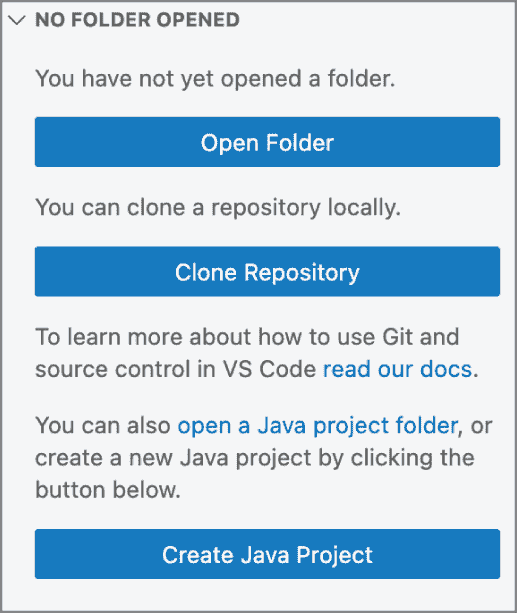 NO FOLDER OPENED
You have not yet opened a folder.
Open Folder
You can clone a repository locally.
Clone Repository
To learn more about how to use Git and
source control in VS Code read our docs.
You can also open a Java project folder, or
create a new Java project by clicking the
button below.
Create Java Project